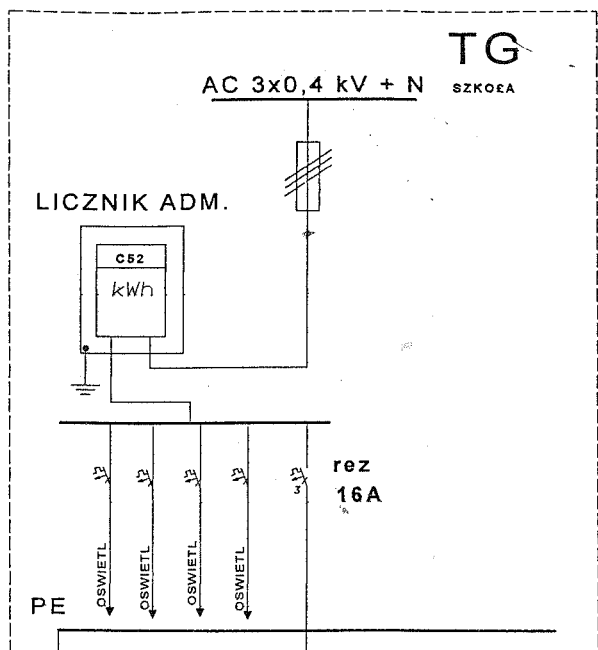 TG
SZKOŁA
AC 3x0,4 kV + N
LICZNIK ADM.
C52
kWh
rez
16A
3
OSWIETL
OSWIETL
OSWIETL
OSWIETL
PE